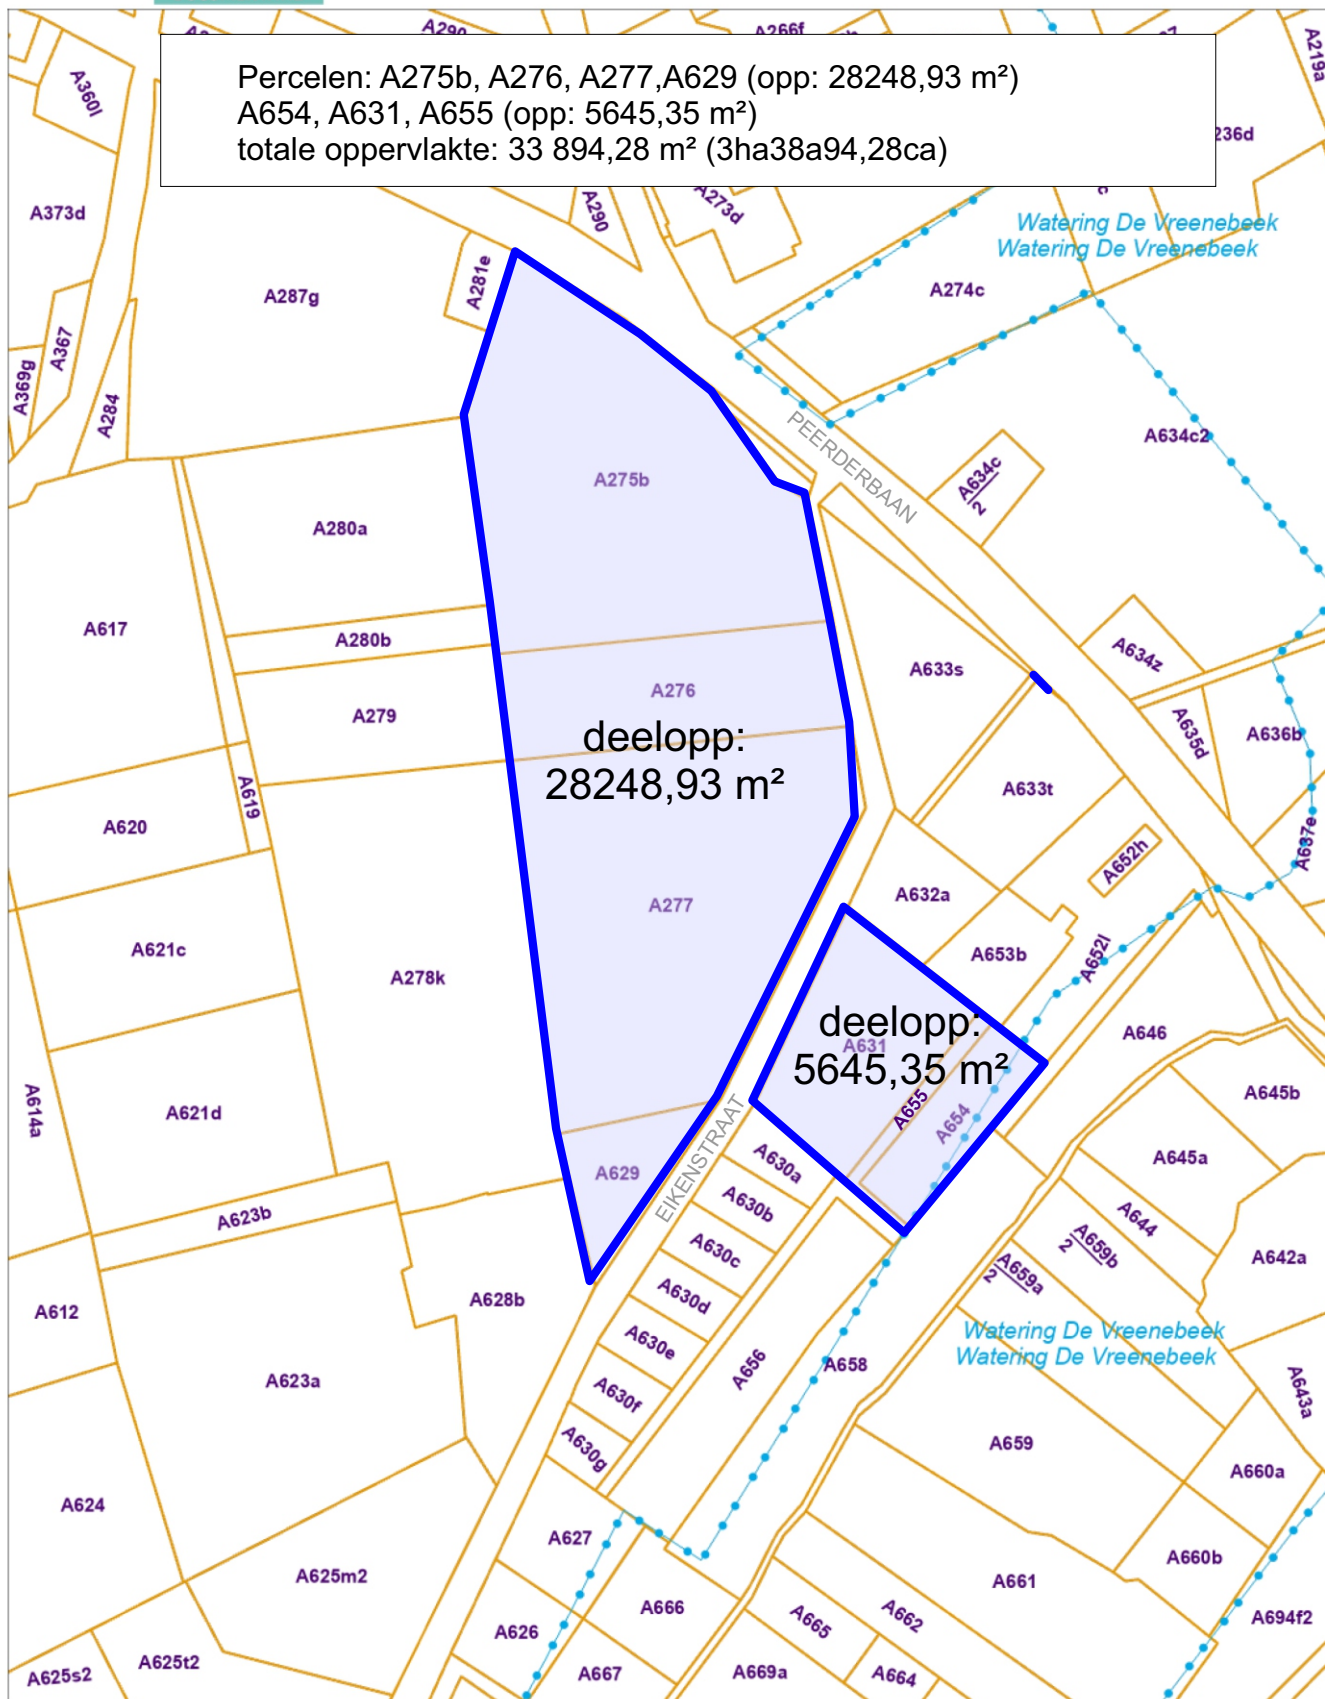 A290
A266f
A219a
A360l
Percelen: A275b, A276, A277,A629 (opp: 28248,93 m²)
A654, A631, A655 (opp: 5645,35 m²)
totale oppervlakte: 33 894,28 m² (3ha38a94,28ca)
236d
A373d
A290
A273d
c
Watering De Vreenebeek
Watering De Vreenebeek
A287g
A281e
A274c
A367
A369g
A284
PEERDERBAAN
A634c2
A275b
A634c
2
A280a
A617
A280b
A634z
A633s
A276
A279
A635d
A636b
deelopp:
28248,93 m²
A619
A633t
A620
A637e
A652h
A277
A632a
A621c
A278k
A653b
A652l
deelopp:
5645,35 m²
A631
A646
A614a
A621d
A655
A654
A645b
EIKENSTRAAT
A629
A630a
A645a
A623b
A630b
A644
A630c
A659b
2
A642a
A659a
2
A612
A628b
A630d
Watering De Vreenebeek
Watering De Vreenebeek
A630e
A656
A658
A623a
A630f
A643a
A630g
A659
A660a
A624
A627
A660b
A625m2
A661
A666
A665
A662
A694f2
A626
A625s2
A625t2
A667
A669a
A664